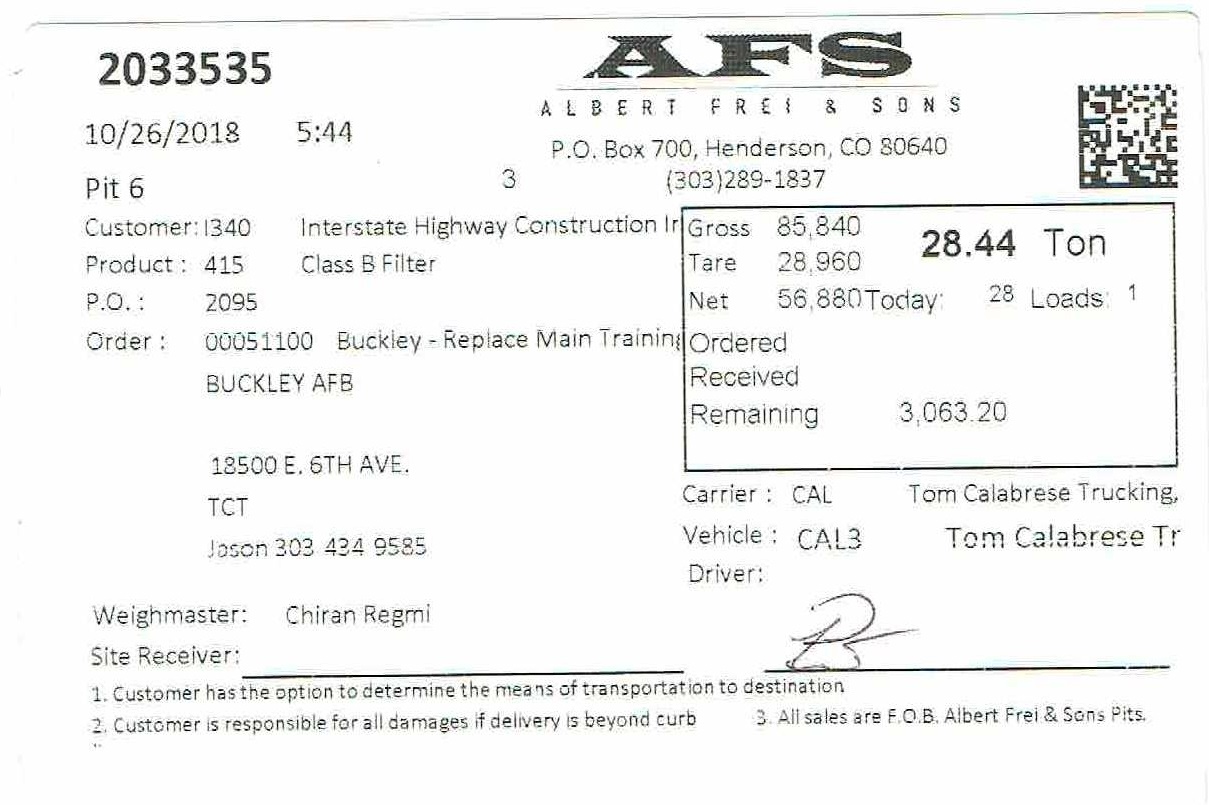 2033535
AFS
ALBERT FREI & SONS
10/26/2018 5:44
P.O. Box 700, Henderson, CO 80640
Pit 6 3 (303)289-1837
Customer: I340 Interstate Highway Construction Ir
Gross 85,840 28.44 Ton
Product : 415 Class B Filter
Tare 28,960
P.O. : 2095
Net 56,880 Today: 28 Loads: 1
Order : 00051100 Buckley - Replace Main Training
Ordered
BUCKLEY AFB
Received
Remaining 3,063.20
18500 E. 6TH AVE.
Carrier : CAL Tom Calabrese Trucking,
TCT
Vehicle : CAL3 Tom Calabrese Tr
Jason 303 434 9585
Driver:
Weighmaster: Chiran Regmi
Site Receiver:
1. Customer has the option to determine the means of transportation to destination
2. Customer is responsible for all damages if delivery is beyond curb 3. All sales are F.O.B. Albert Frei & Sons Pits.